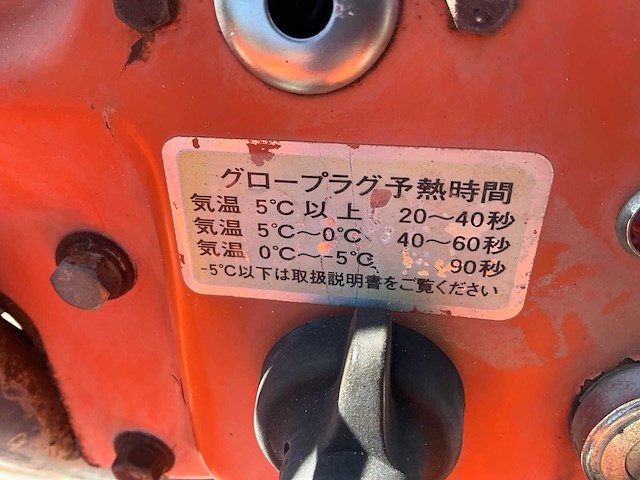 グロープラグ予熱時間
気温 5℃ 以上 20〜40秒
気温 5℃〜0℃ 40〜60秒
気温 0℃〜-5℃ 90秒
-5℃以下は取扱説明書をご覧ください